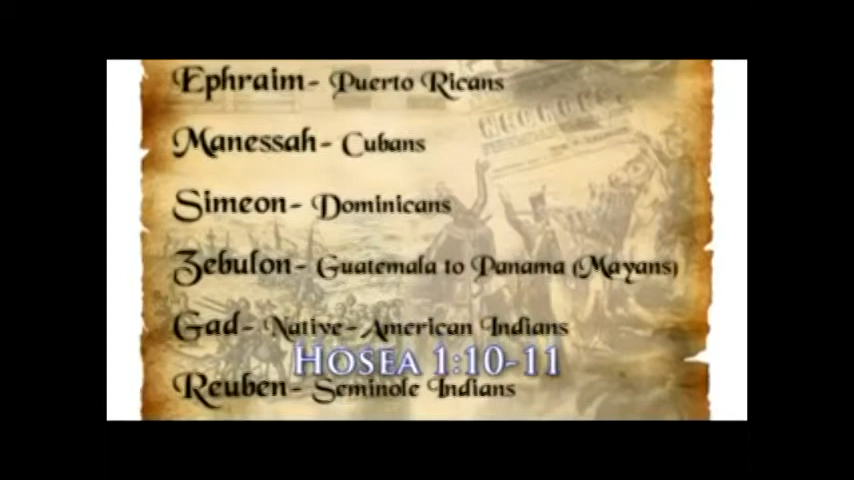 Ephraim- Puerto Ricans
Manessah- Cubans
Simeon- Dominicans
Zebulon- Guatemala to Panama (Mayans)
Gad- Native-American Indians
HOSEA 1:10-11
Reuben- Seminole Indians